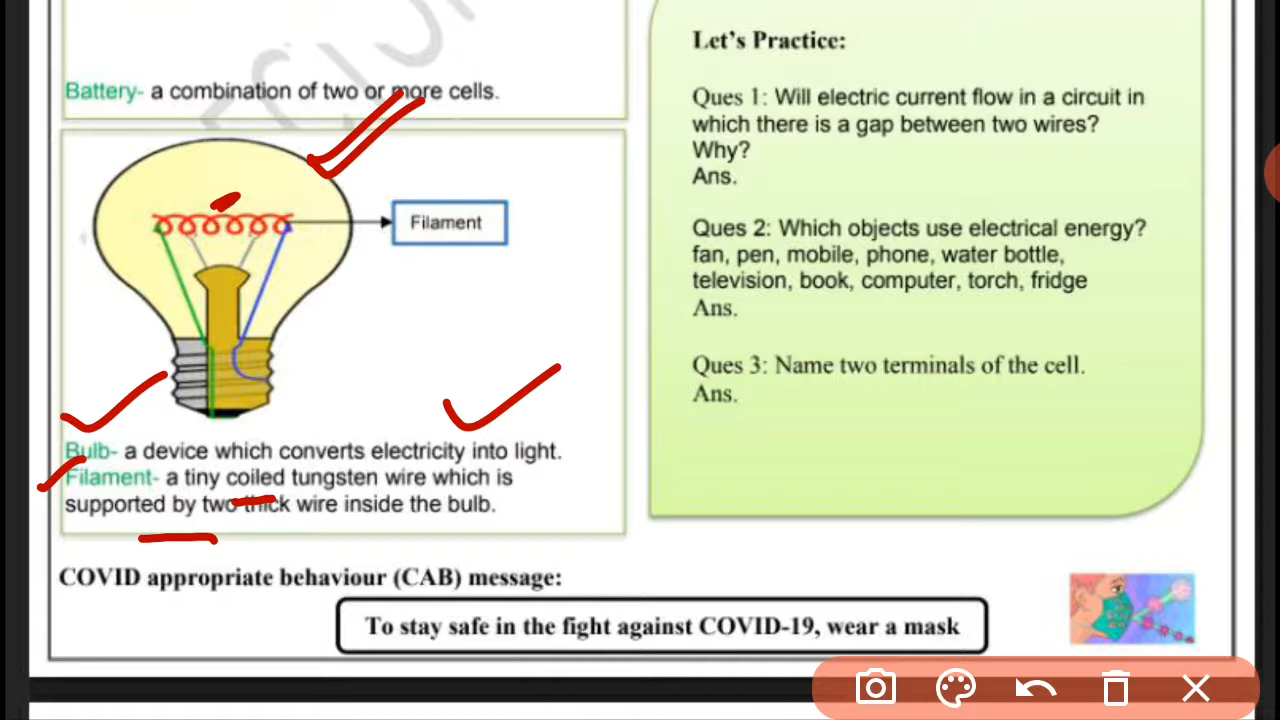 Battery- a combination of two or more cells.
Filament
Bulb- a device which converts electricity into light.
Filament- a tiny coiled tungsten wire which is
supported by two thick wire inside the bulb.
Let's Practice:
Ques 1: Will electric current flow in a circuit in
which there is a gap between two wires?
Why?
Ans.
Ques 2: Which objects use electrical energy?
fan, pen, mobile, phone, water bottle,
television, book, computer, torch, fridge
Ans.
Ques 3: Name two terminals of the cell.
Ans.
COVID appropriate behaviour (CAB) message:
To stay safe in the fight against COVID-19, wear a mask